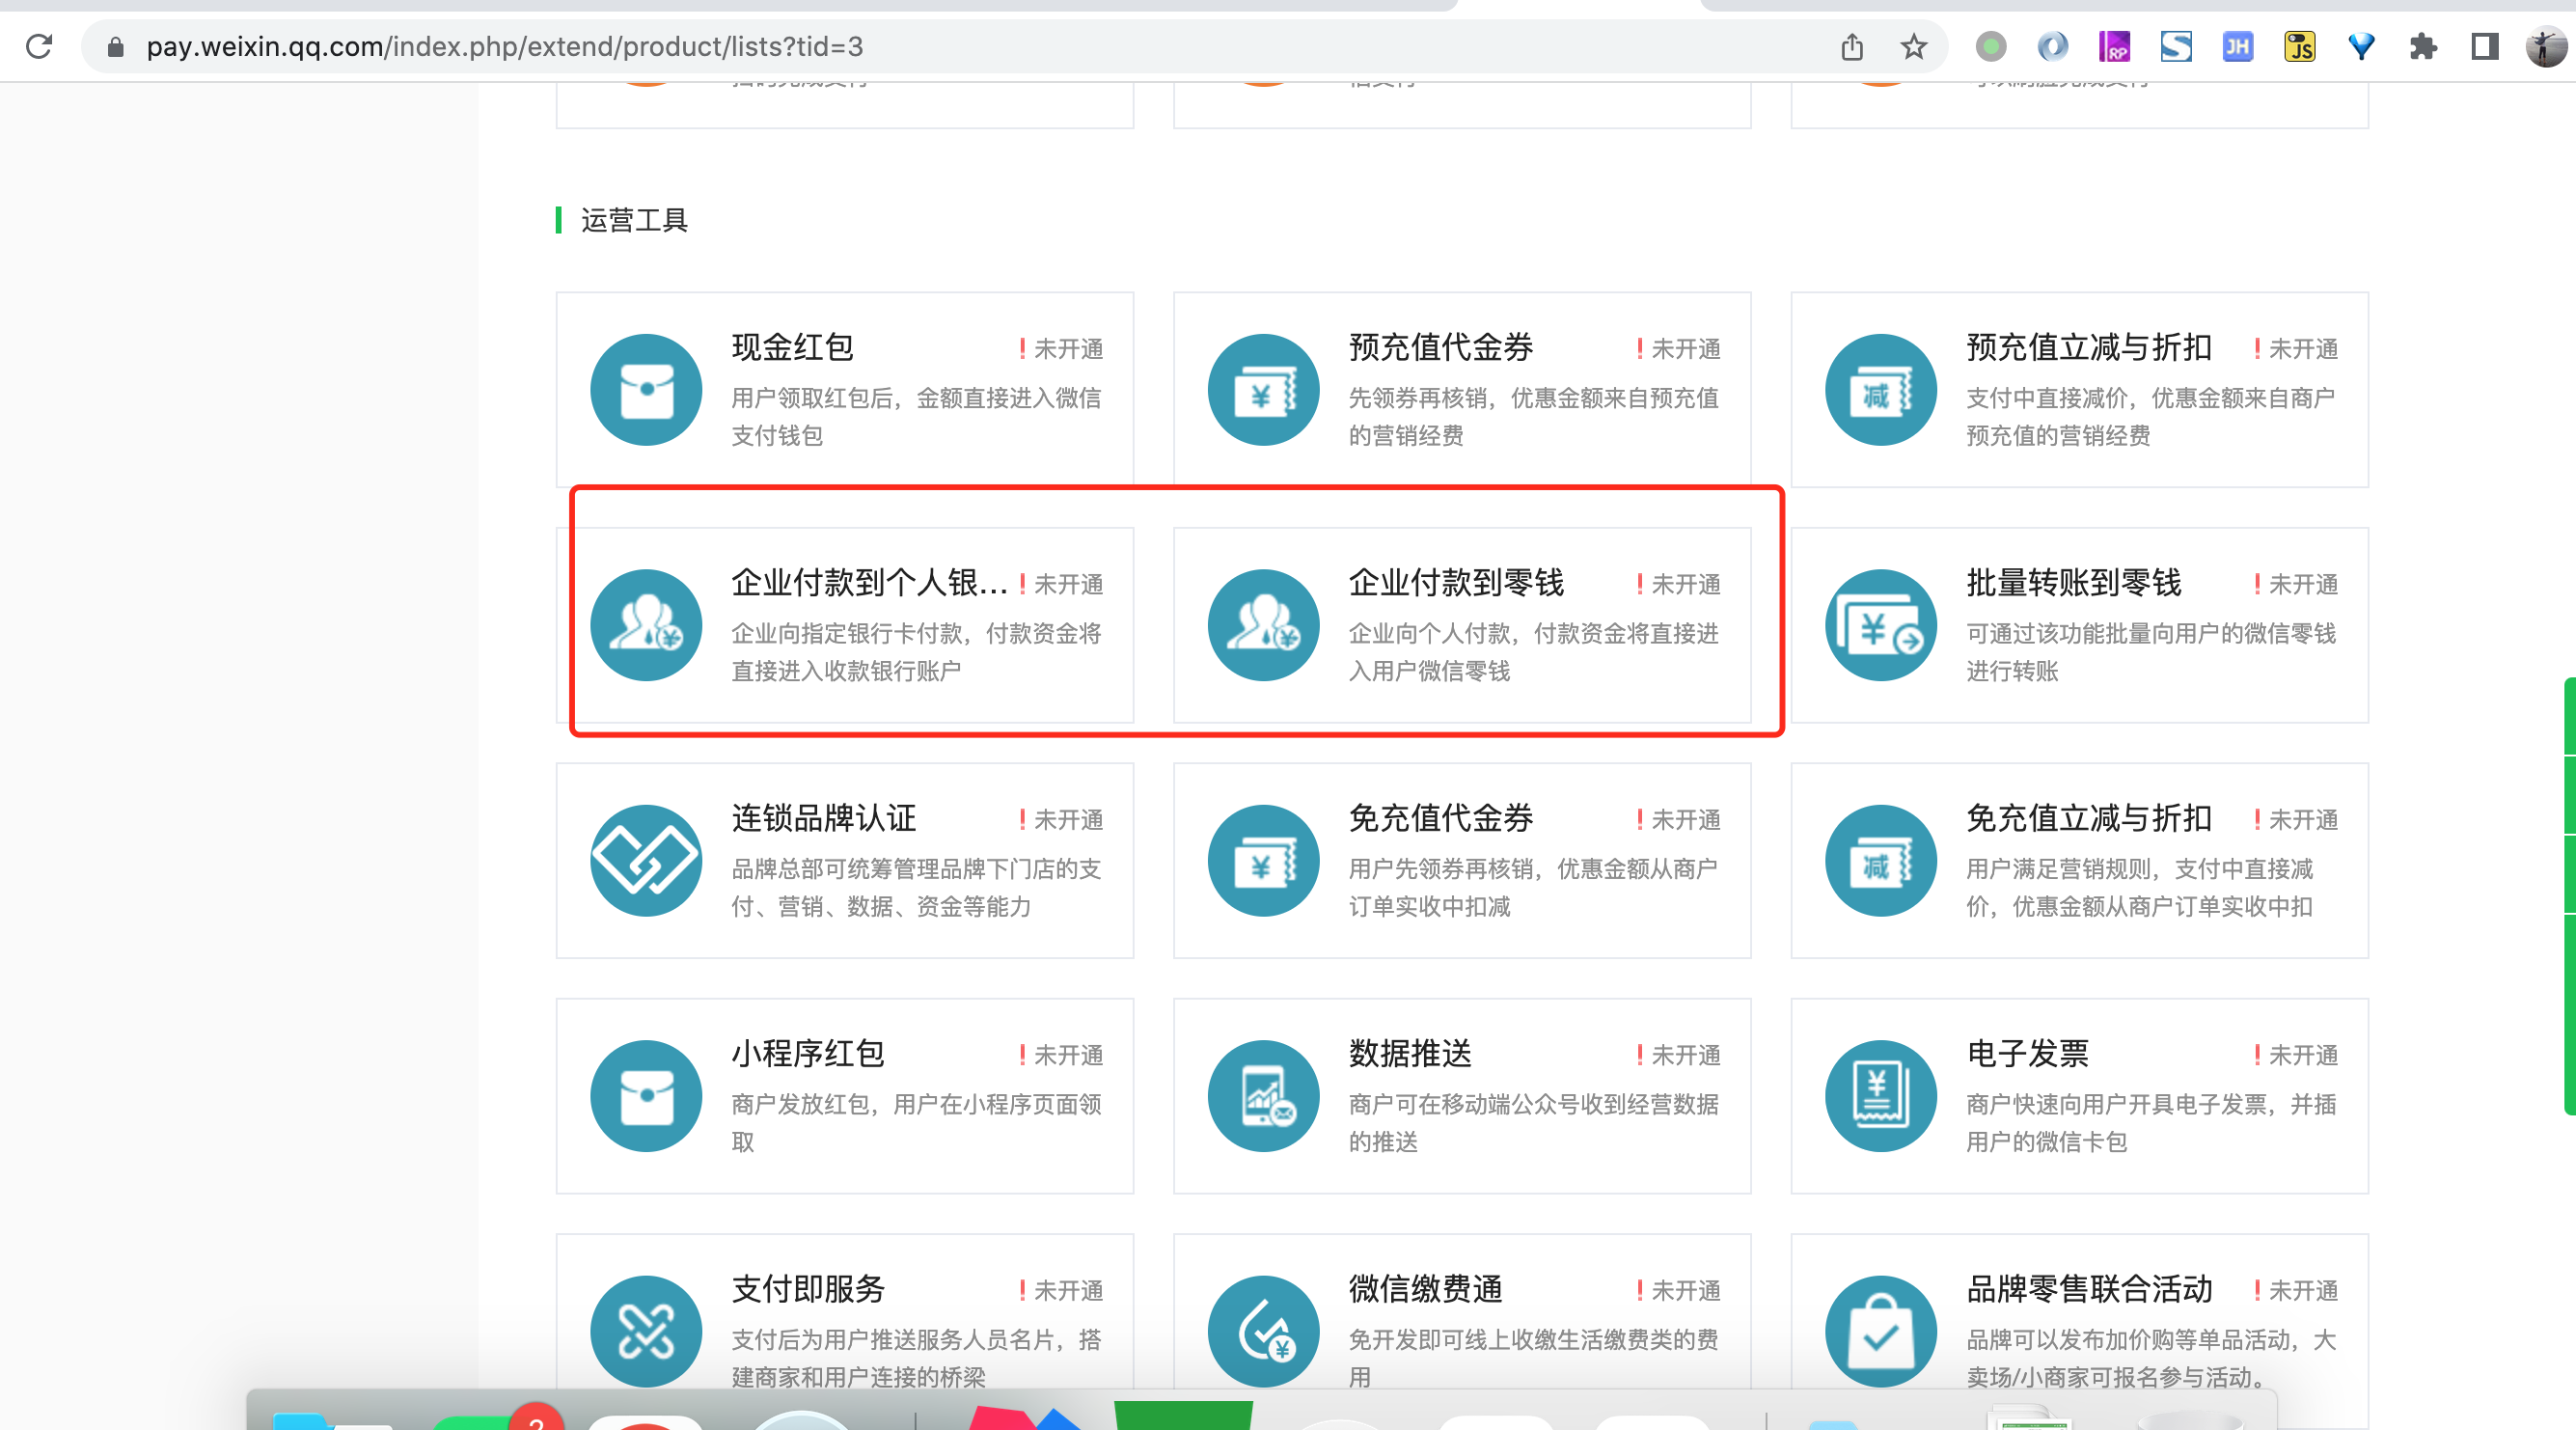 pay.weixin.qq.com/index.php/extend/product/lists?tid=3
RP
JH
JS
运营工具
现金红包
未开通
用户领取红包后，金额直接进入微信
支付钱包
预充值代金券
未开通
先领券再核销，优惠金额来自预充值
的营销经费
减
预充值立减与折扣
未开通
支付中直接减价，优惠金额来自商户
预充值的营销经费
企业付款到个人银...
未开通
企业向指定银行卡付款，付款资金将
直接进入收款银行账户
企业付款到零钱
未开通
企业向个人付款，付款资金将直接进
入用户微信零钱
批量转账到零钱
未开通
可通过该功能批量向用户的微信零钱
进行转账
连锁品牌认证
未开通
品牌总部可统筹管理品牌下门店的支
付、营销、数据、资金等能力
免充值代金券
未开通
用户先领券再核销，优惠金额从商户
订单实收中扣减
减
免充值立减与折扣
未开通
用户满足营销规则，支付中直接减
价，优惠金额从商户订单实收中扣
小程序红包
未开通
商户发放红包，用户在小程序页面领
取
数据推送
未开通
商户可在移动端公众号收到经营数据
的推送
电子发票
未开通
商户快速向用户开具电子发票，并插
用户的微信卡包
支付即服务
未开通
支付后为用户推送服务人员名片，搭
建商家和用户连接的桥梁
微信缴费通
未开通
免开发即可线上收缴生活缴费类的费
用
品牌零售联合活动
未开通
品牌可以发布加价购等单品活动，大
卖场/小商家可报名参与活动。
2